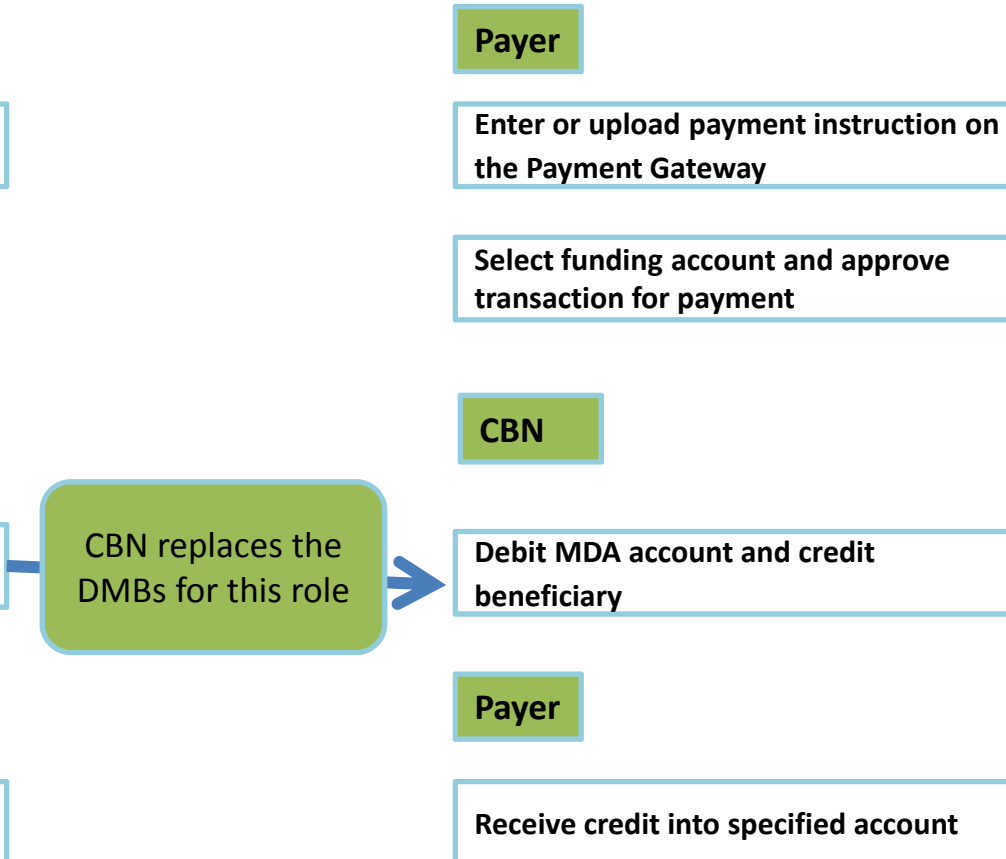 Payer
Enter or upload payment instruction on
the Payment Gateway
Select funding account and approve
transaction for payment
CBN
CBN replaces the
DMBs for this role
Debit MDA account and credit
beneficiary
Payer
Receive credit into specified account